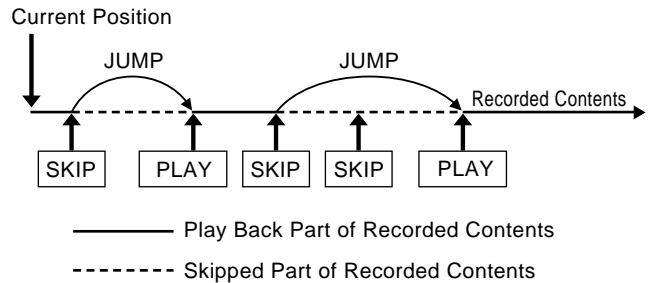 Current Position
JUMP JUMP
Recorded Contents
SKIP PLAY SKIP SKIP PLAY
Play Back Part of Recorded Contents
Skipped Part of Recorded Contents